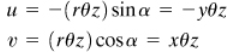 u = −(rθz) sin α = −yθz
v = (rθz) cos α = xθz